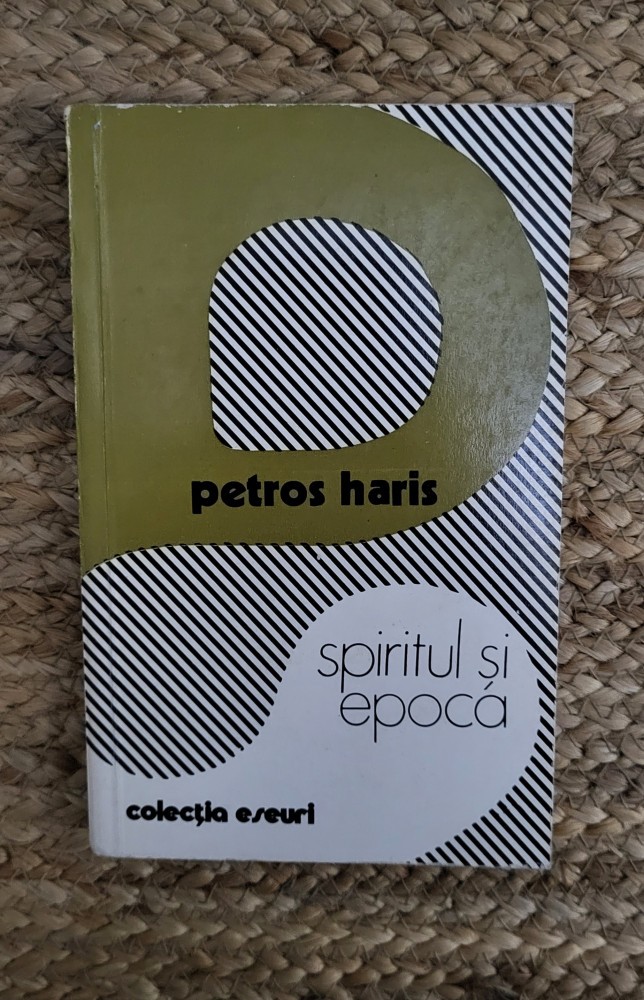 petros haris
spiritul și
epocă
colecția eseuri